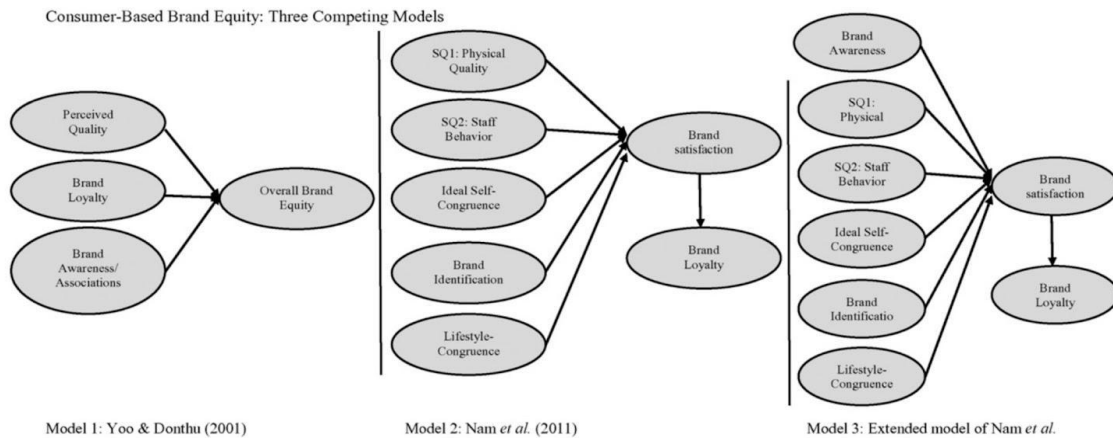 Consumer-Based Brand Equity: Three Competing Models
Perceived
Quality
Brand
Loyalty
Brand
Awareness/
Associations
Overall Brand
Equity
Model 1: Yoo & Donthu (2001)
SQ1: Physical
Quality
SQ2: Staff
Behavior
Ideal Self-
Congruence
Brand
Identification
Lifestyle-
Congruence
Brand
satisfaction
Brand
Loyalty
Model 2: Nam et al. (2011)
Brand
Awareness
SQ1:
Physical
SQ2: Staff
Behavior
Ideal Self-
Congruence
Brand
Identificatio
Lifestyle-
Congruence
Brand
satisfaction
Brand
Loyalty
Model 3: Extended model of Nam et al.